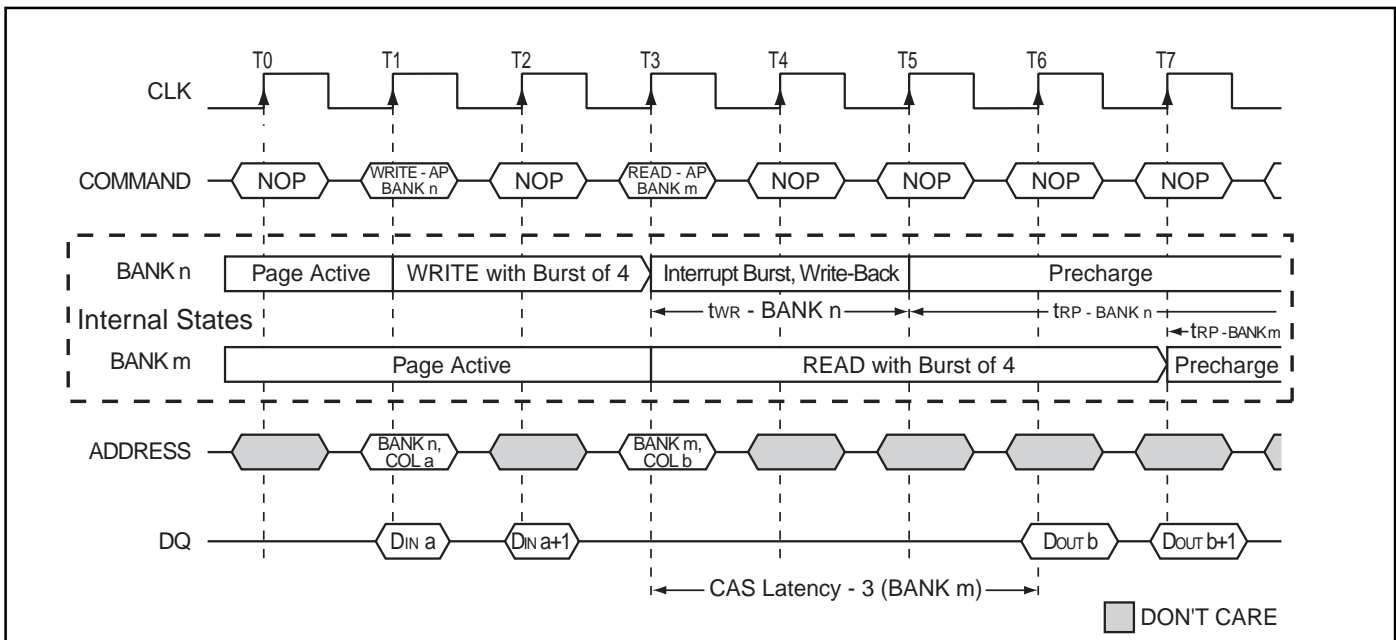 T0 T1 T2 T3 T4 T5 T6 T7
CLK
COMMAND NOP WRITE - AP BANK n NOP READ - AP BANK m NOP NOP NOP NOP
BANK n Page Active WRITE with Burst of 4 Interrupt Burst, Write-Back Precharge
tWR - BANK n tRP - BANK n
Internal States
tRP - BANK m
BANK m Page Active READ with Burst of 4 Precharge
ADDRESS BANK n, COL a BANK m, COL b
DQ DIN a DIN a+1 DOUT b DOUT b+1
CAS Latency - 3 (BANK m)
DON'T CARE